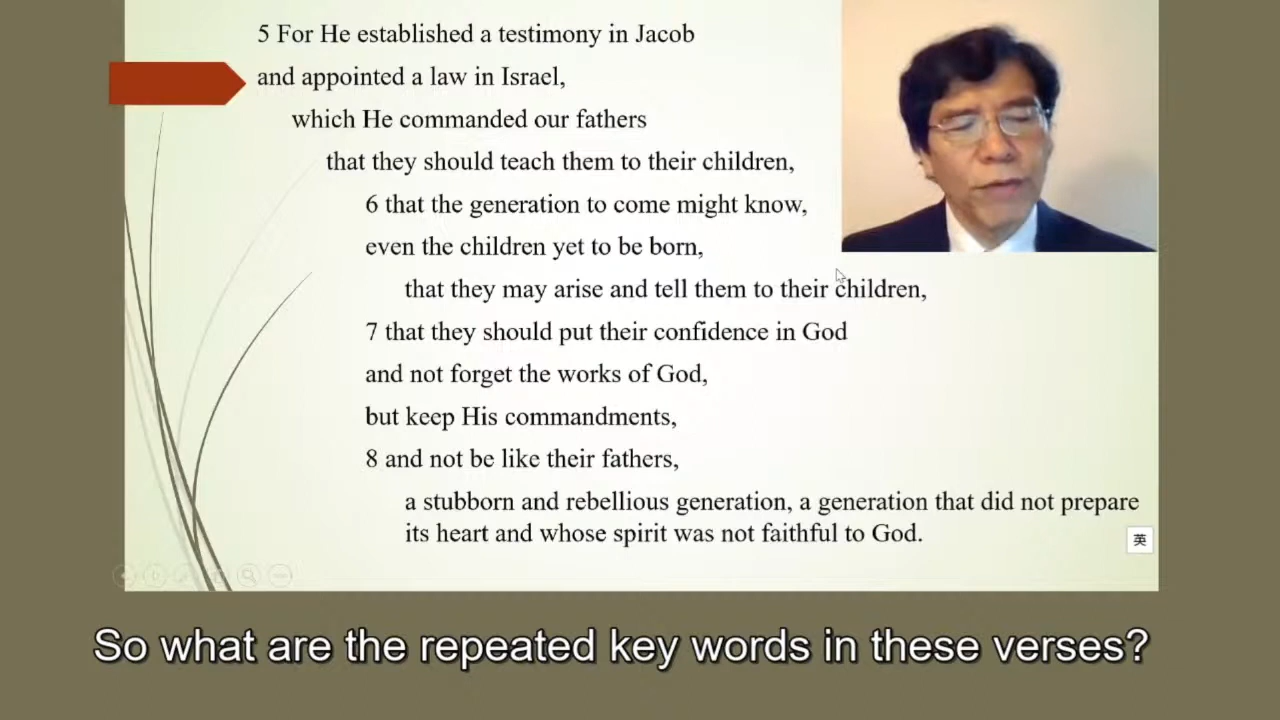 5 For He established a testimony in Jacob
and appointed a law in Israel,
which He commanded our fathers
that they should teach them to their children,
6 that the generation to come might know,
even the children yet to be born,
that they may arise and tell them to their children,
7 that they should put their confidence in God
and not forget the works of God,
but keep His commandments,
8 and not be like their fathers,
a stubborn and rebellious generation, a generation that did not prepare
its heart and whose spirit was not faithful to God.
英
So what are the repeated key words in these verses?